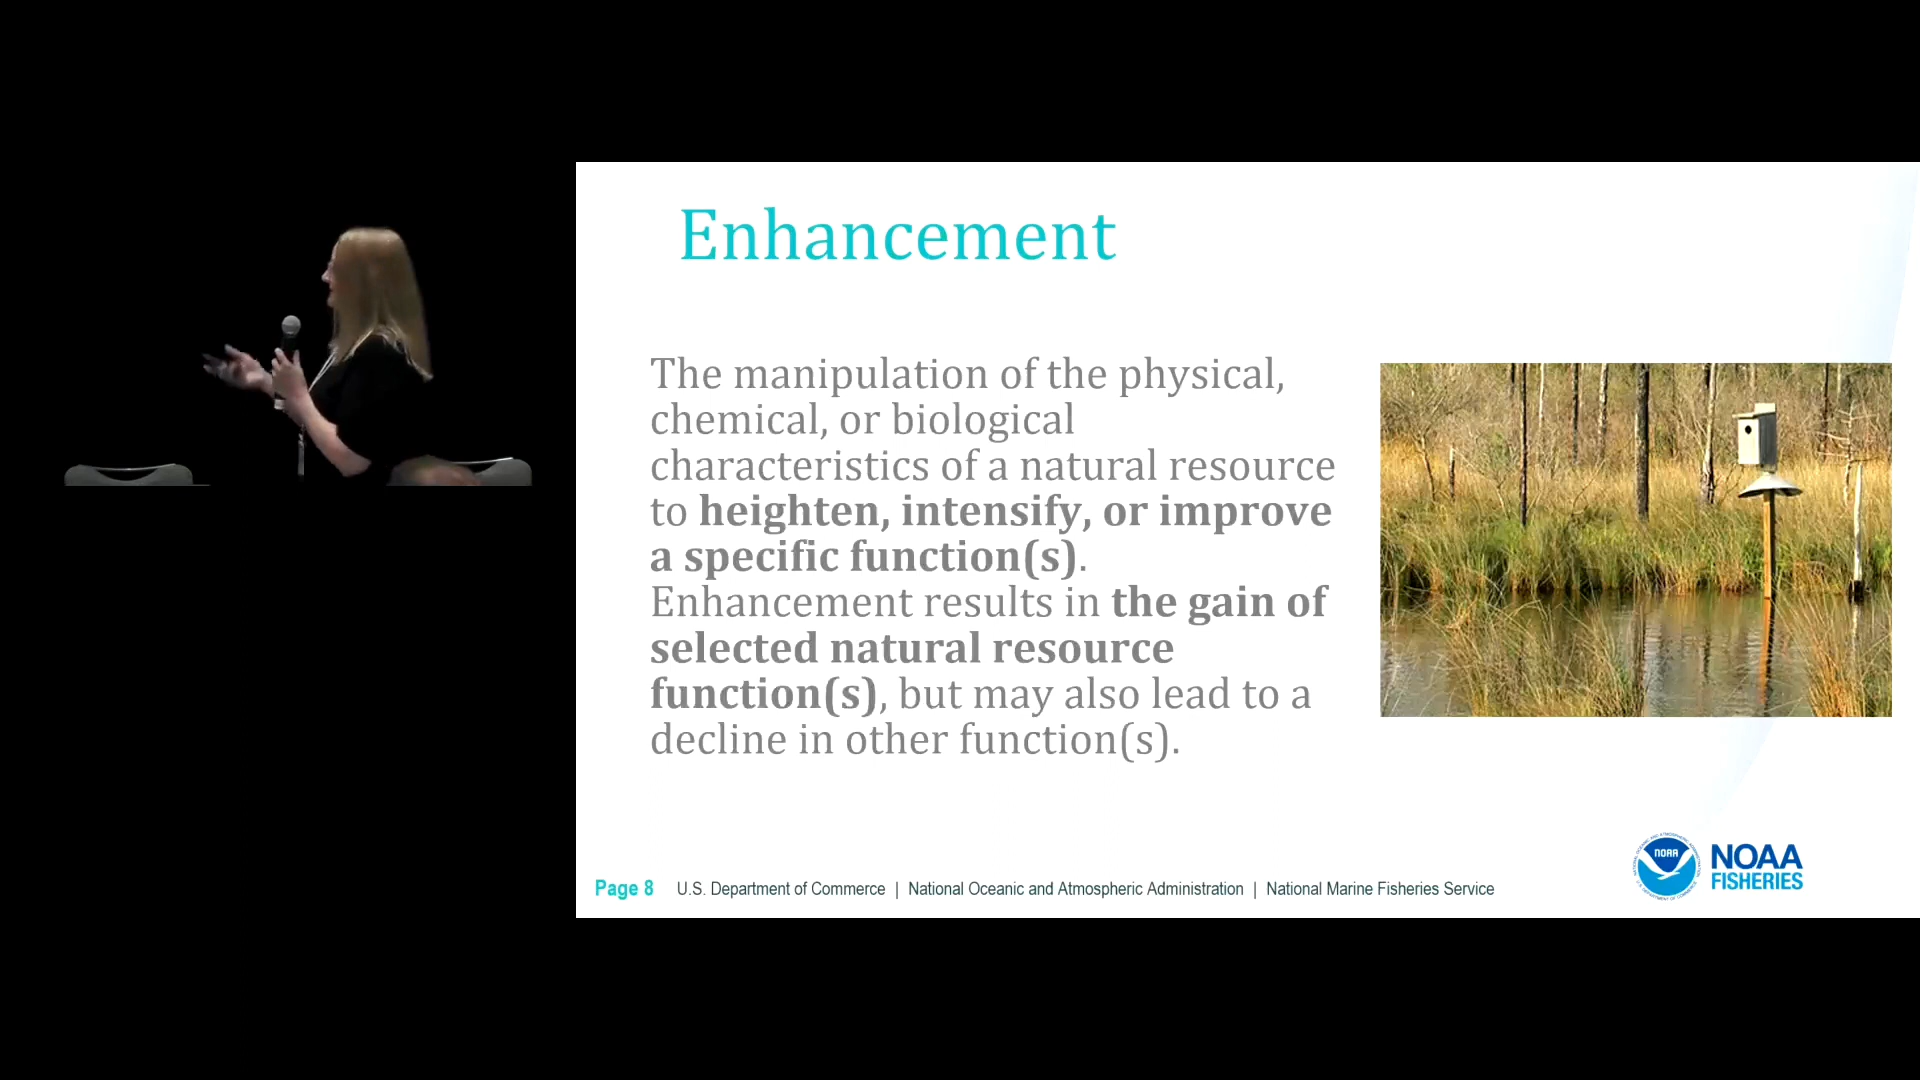 Enhancement
The manipulation of the physical,
chemical, or biological
characteristics of a natural resource
to heighten, intensify, or improve
a specific function(s).
Enhancement results in the gain of
selected natural resource
function(s), but may also lead to a
decline in other function(s).
NOAA
NOAA
FISHERIES
Page 8 U.S. Department of Commerce | National Oceanic and Atmospheric Administration | National Marine Fisheries Service